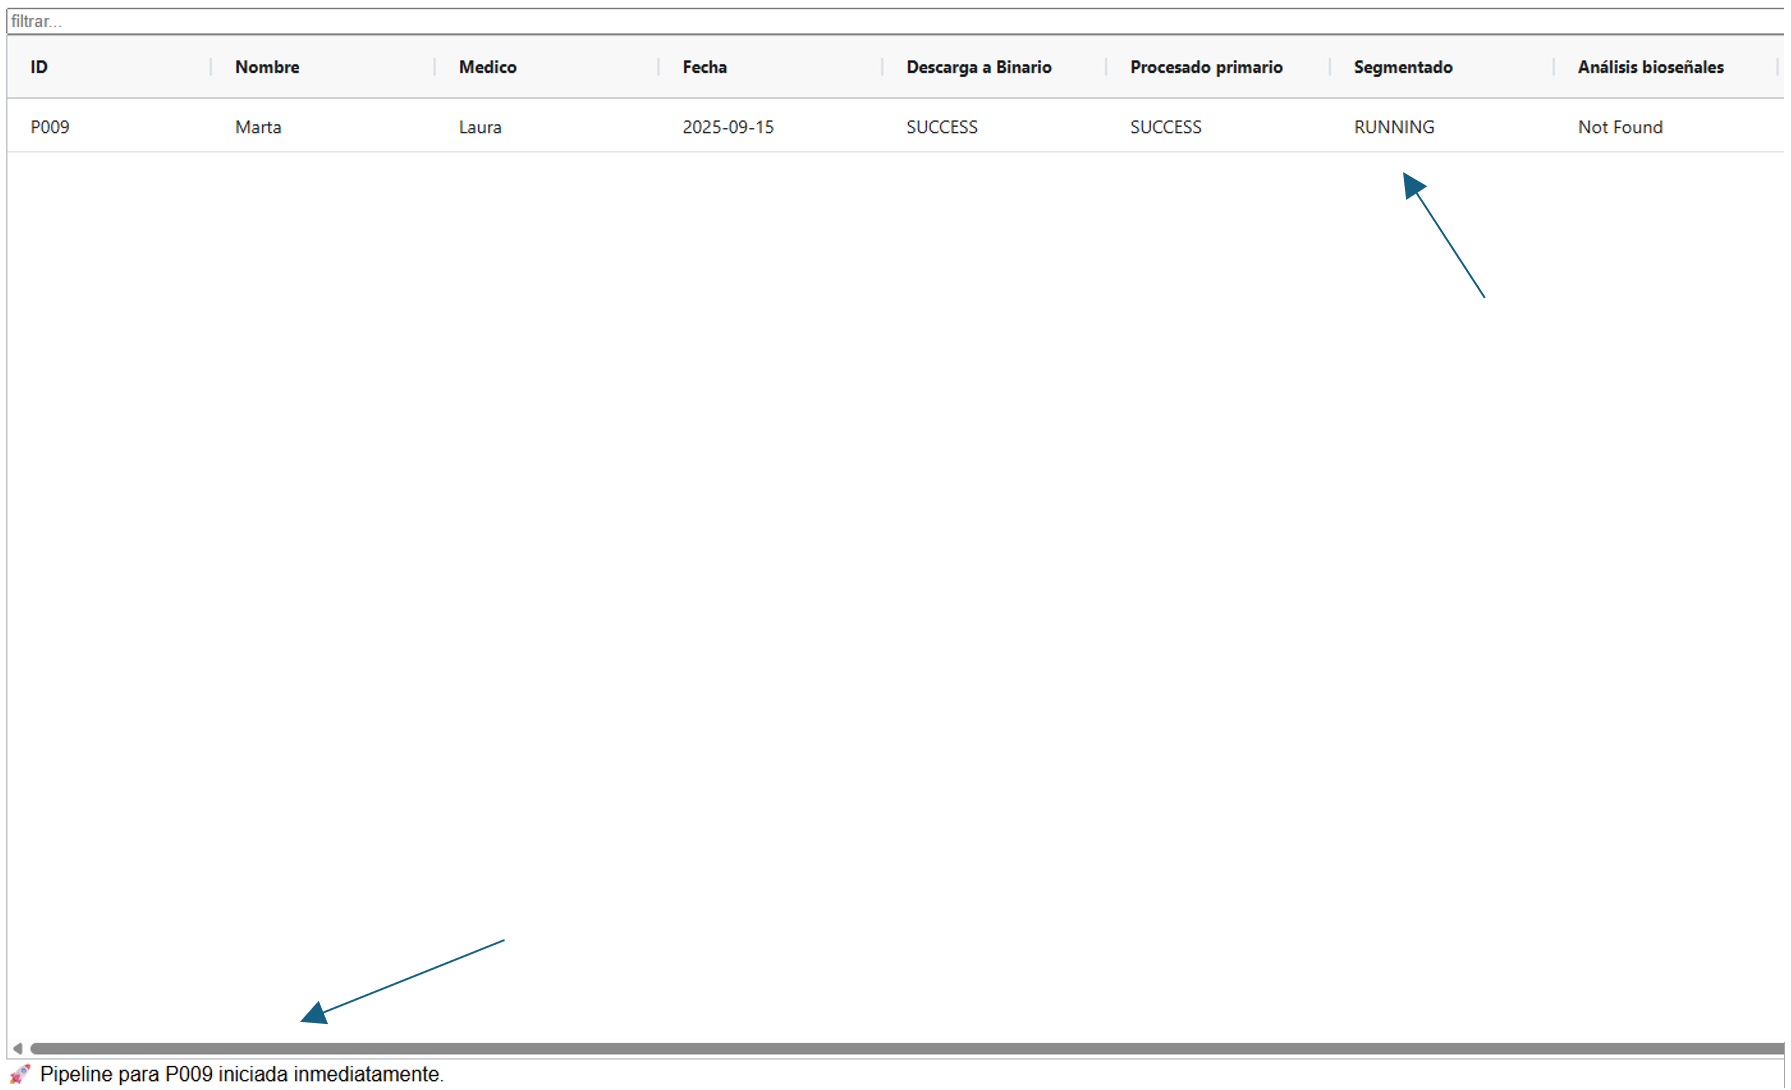 filtrar...
ID Nombre Medico Fecha Descarga a Binario Procesado primario Segmentado Análisis bioseñales
P009 Marta Laura 2025-09-15 SUCCESS SUCCESS RUNNING Not Found
🚀 Pipeline para P009 iniciada inmediatamente.